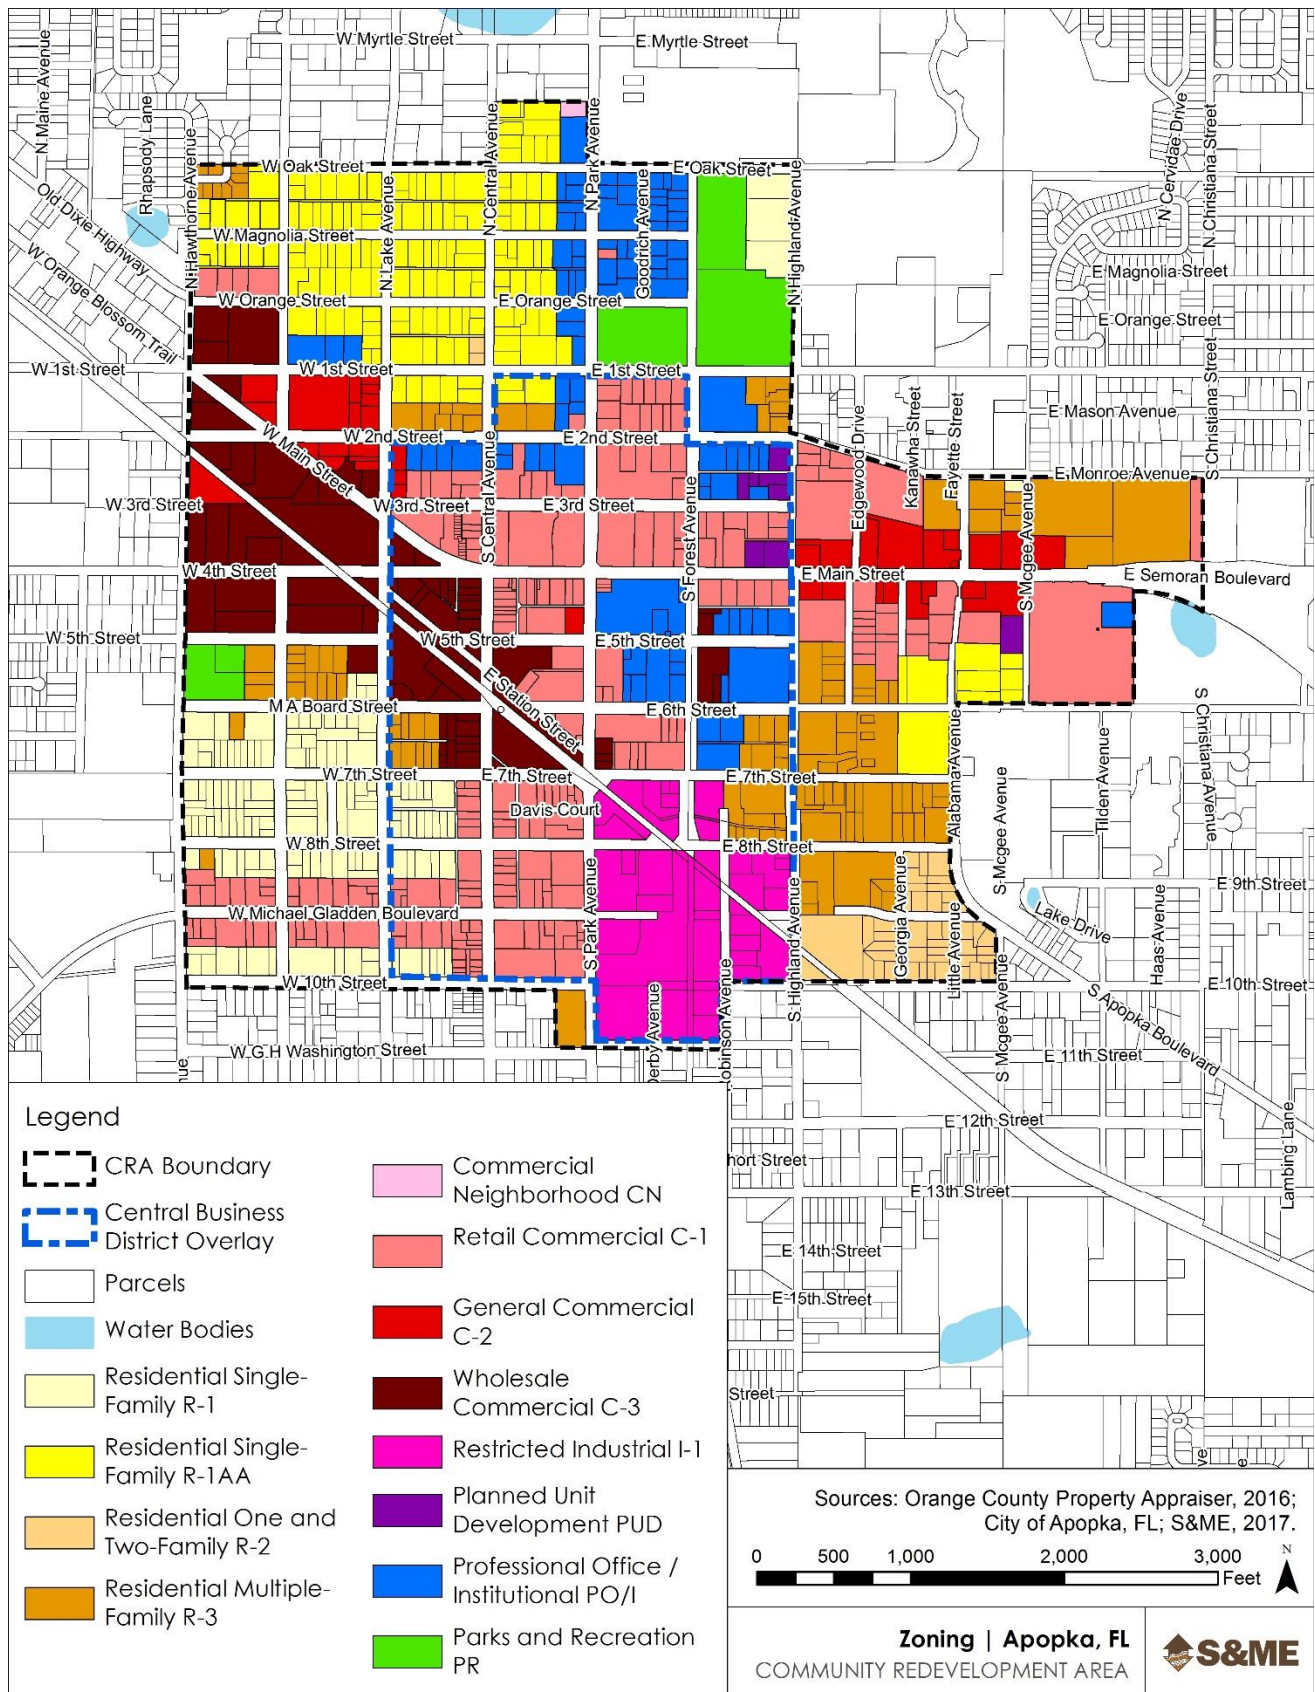 W Myrtle Street
E Myrtle Street
N Maine Avenue
Rhapsody Lane
N Hawthorne Avenue
W Oak Street
N Central Avenue
N Park Avenue
E Oak Street
N Cervidae Drive
N Christiana Street
Old Dixie Highway
W Orange Blossom Trail
W Magnolia Street
N Lake Avenue
Goodrich Avenue
N Highland Avenue
E Magnolia Street
W Orange Street
E Orange Street
E Orange Street
W 1st Street
W 1st Street
E 1st Street
S Christiana Street
E Mason Avenue
W Main Street
W 2nd Street
E 2nd Street
Edgewood Drive
Kanawha Street
Fayette Street
E Monroe Avenue
W 3rd Street
W 3rd Street
E 3rd Street
S Central Avenue
S Forest Avenue
S Mcgee Avenue
W 4th Street
E Main Street
E Semoran Boulevard
W 5th Street
W 5th Street
E 5th Street
E Station Street
M A Board Street
E 6th Street
S Christiana Avenue
Alabama Avenue
W 7th Street
E 7th Street
E 7th Street
Davis Court
S Mcgee Avenue
Tilden Avenue
W 8th Street
E 8th Street
E 9th Street
W Michael Gladden Boulevard
S Park Avenue
S Highland Avenue
Georgia Avenue
Little Avenue
Lake Drive
Haas Avenue
W 10th Street
E 10th Street
S Apopka Boulevard
S Mcgee Avenue
W G H Washington Street
Derby Avenue
Robinson Avenue
E 11th Street
E 12th Street
hort Street
E 13th Street
Lambing Lane
E 14th Street
E 15th Street
Street
ve
e
nue
Legend
CRA Boundary
Central Business
District Overlay
Parcels
Water Bodies
Residential Single-
Family R-1
Residential Single-
Family R-1AA
Residential One and
Two-Family R-2
Residential Multiple-
Family R-3
Commercial
Neighborhood CN
Retail Commercial C-1
General Commercial
C-2
Wholesale
Commercial C-3
Restricted Industrial I-1
Planned Unit
Development PUD
Professional Office /
Institutional PO/I
Parks and Recreation
PR
Sources: Orange County Property Appraiser, 2016;
City of Apopka, FL; S&ME, 2017.
0 500 1,000 2,000 3,000
Feet
N
Zoning | Apopka, FL
COMMUNITY REDEVELOPMENT AREA
S&ME